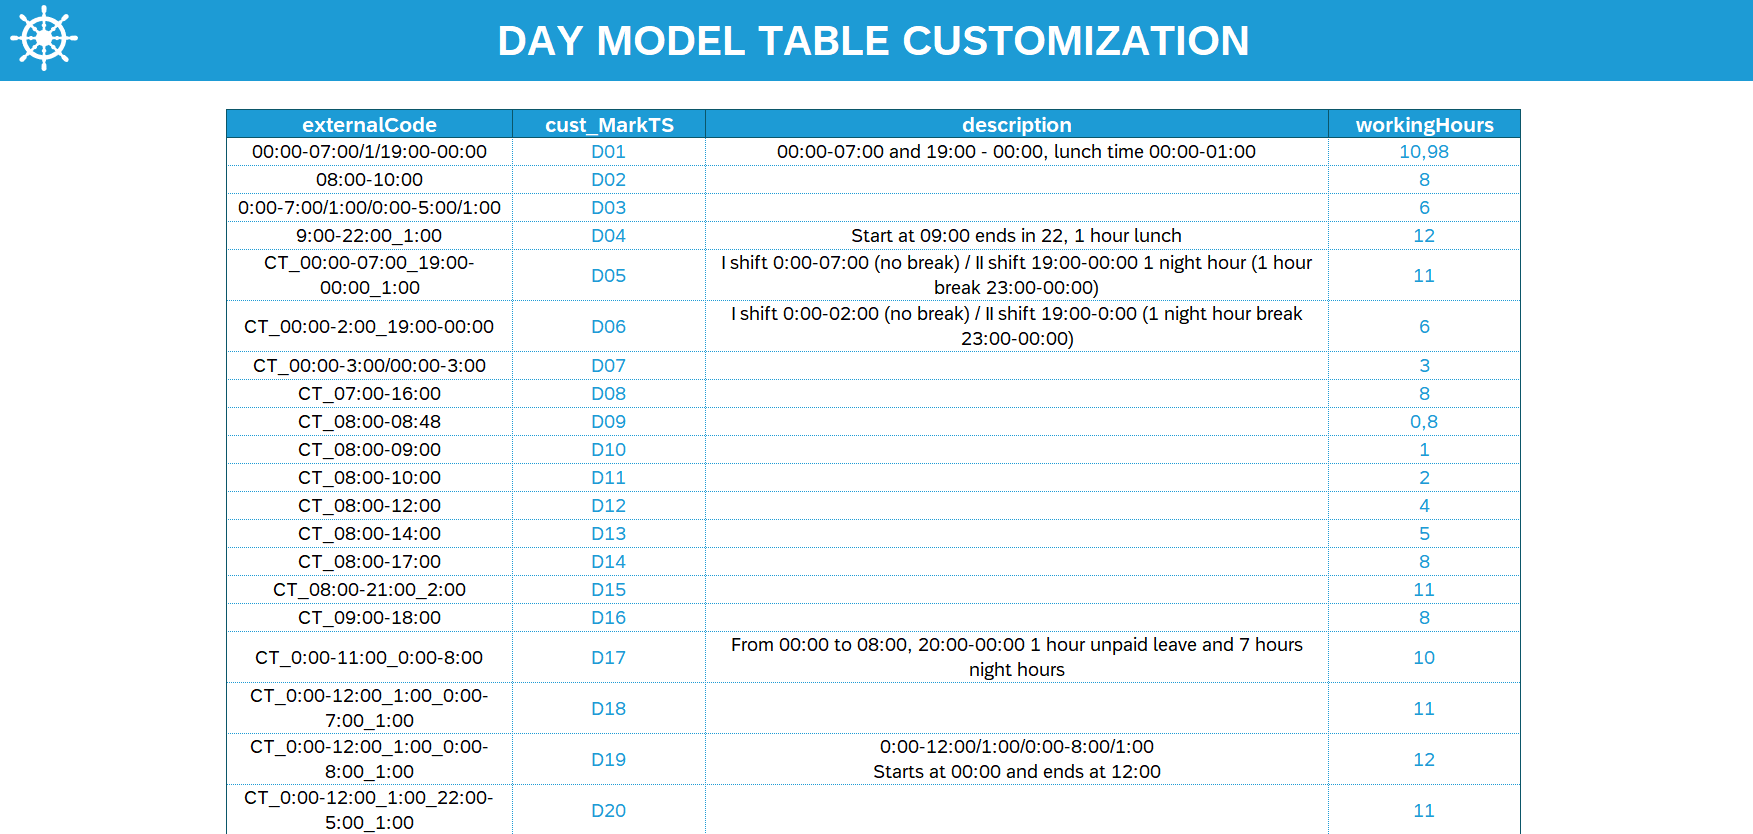 DAY MODEL TABLE CUSTOMIZATION
externalCode cust_MarkTS description workingHours
00:00-07:00/1/19:00-00:00 D01 00:00-07:00 and 19:00 - 00:00, lunch time 00:00-01:00 10,98
08:00-10:00 D02 8
0:00-7:00/1:00/0:00-5:00/1:00 D03 6
9:00-22:00_1:00 D04 Start at 09:00 ends in 22, 1 hour lunch 12
CT_00:00-07:00_19:00-
00:00_1:00 D05 I shift 0:00-07:00 (no break) / II shift 19:00-00:00 1 night hour (1 hour
break 23:00-00:00) 11
CT_00:00-2:00_19:00-00:00 D06 I shift 0:00-02:00 (no break) / II shift 19:00-0:00 (1 night hour break
23:00-00:00) 6
CT_00:00-3:00/00:00-3:00 D07 3
CT_07:00-16:00 D08 8
CT_08:00-08:48 D09 0,8
CT_08:00-09:00 D10 1
CT_08:00-10:00 D11 2
CT_08:00-12:00 D12 4
CT_08:00-14:00 D13 5
CT_08:00-17:00 D14 8
CT_08:00-21:00_2:00 D15 11
CT_09:00-18:00 D16 8
CT_0:00-11:00_0:00-8:00 D17 From 00:00 to 08:00, 20:00-00:00 1 hour unpaid leave and 7 hours
night hours 10
CT_0:00-12:00_1:00_0:00-
7:00_1:00 D18 11
CT_0:00-12:00_1:00_0:00-
8:00_1:00 D19 0:00-12:00/1:00/0:00-8:00/1:00
Starts at 00:00 and ends at 12:00 12
CT_0:00-12:00_1:00_22:00-
5:00_1:00 D20 11